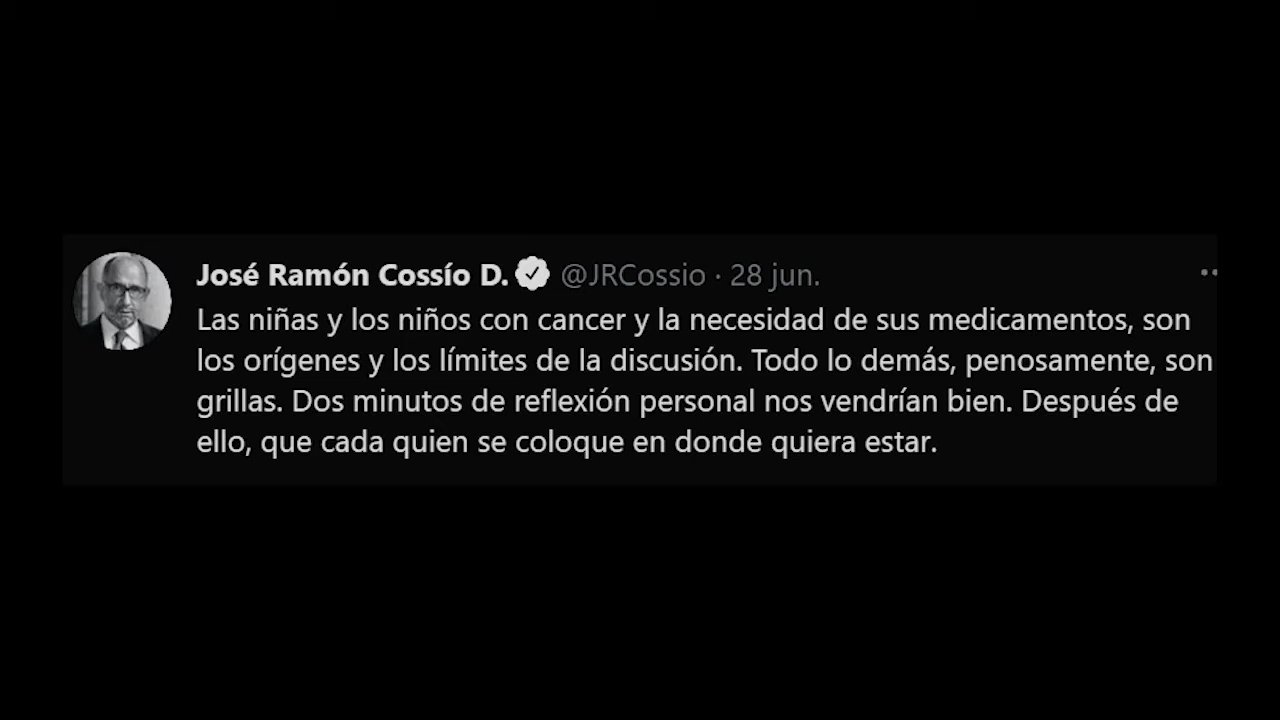 José Ramón Cossío D. @JRCossio · 28 jun.
Las niñas y los niños con cancer y la necesidad de sus medicamentos, son
los orígenes y los límites de la discusión. Todo lo demás, penosamente, son
grillas. Dos minutos de reflexión personal nos vendrían bien. Después de
ello, que cada quien se coloque en donde quiera estar.